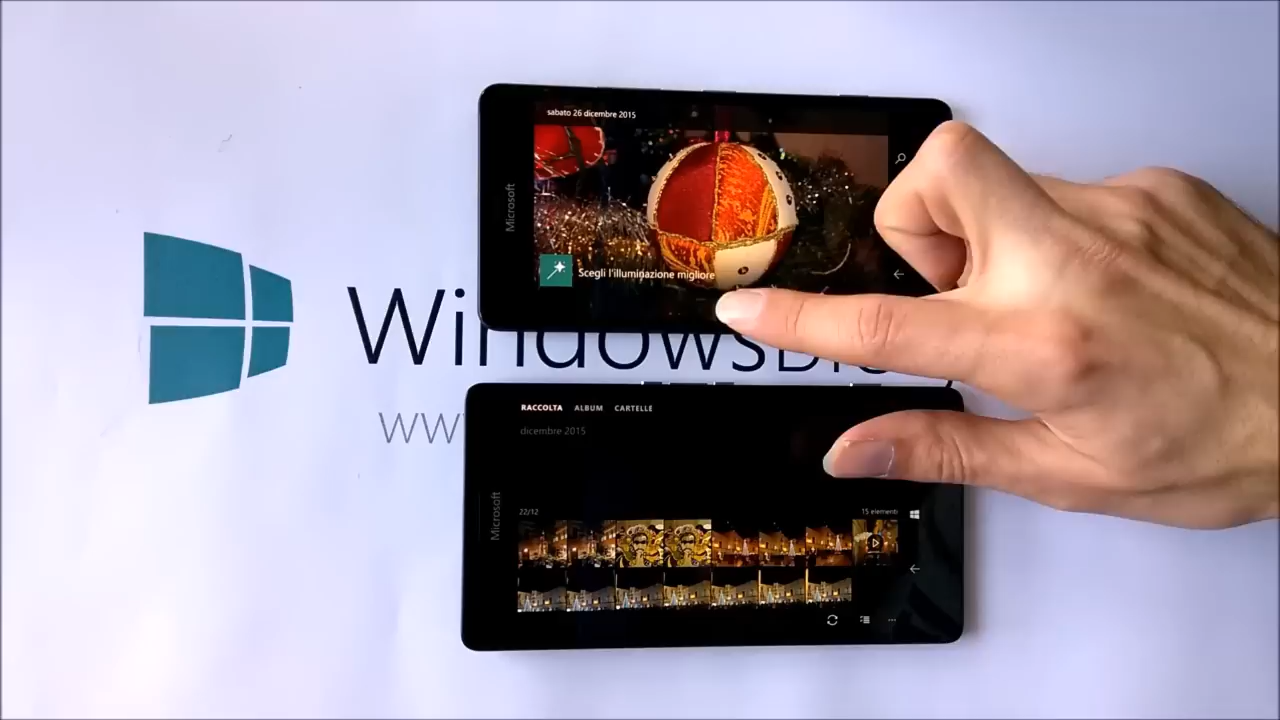 sabato 26 dicembre 2015
Microsoft
Scegli l'illuminazione migliore
WindowsBl
www
RACCOLTA ALBUM CARTELLE
dicembre 2015
Microsoft
22/12
15 elementi